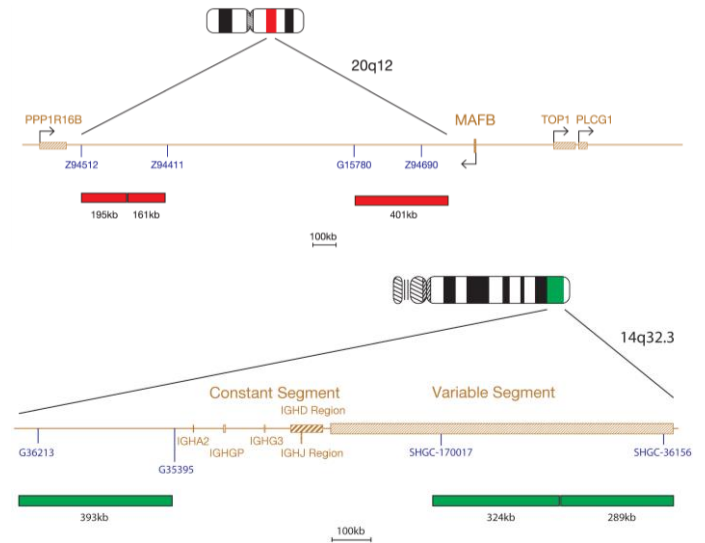 20q12
PPP1R16B
MAFB
TOP1 PLCG1
Z94512
Z94411
G15780
Z94690
195kb
161kb
401kb
100kb
14q32.3
Constant Segment
Variable Segment
IGHD Region
IGHA2
IGHG3
IGHGP
IGHJ Region
G36213
G35395
SHGC-170017
SHGC-36156
393kb
324kb
289kb
100kb